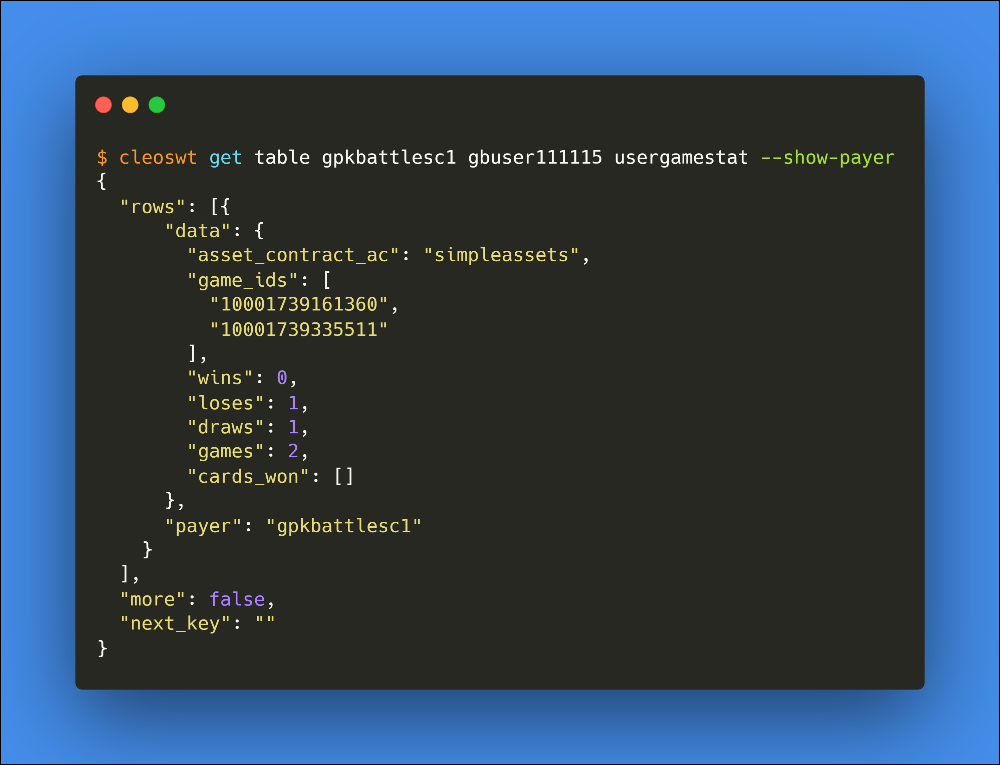 $ cleoswt get table gpkbattlesc1 gbuser111115 usergamestat --show-payer
{
  "rows": [{
      "data": {
        "asset_contract_ac": "simpleassets",
        "game_ids": [
          "10001739161360",
          "10001739335511"
        ],
        "wins": 0,
        "loses": 1,
        "draws": 1,
        "games": 2,
        "cards_won": []
      },
      "payer": "gpkbattlesc1"
    }
  ],
  "more": false,
  "next_key": ""
}